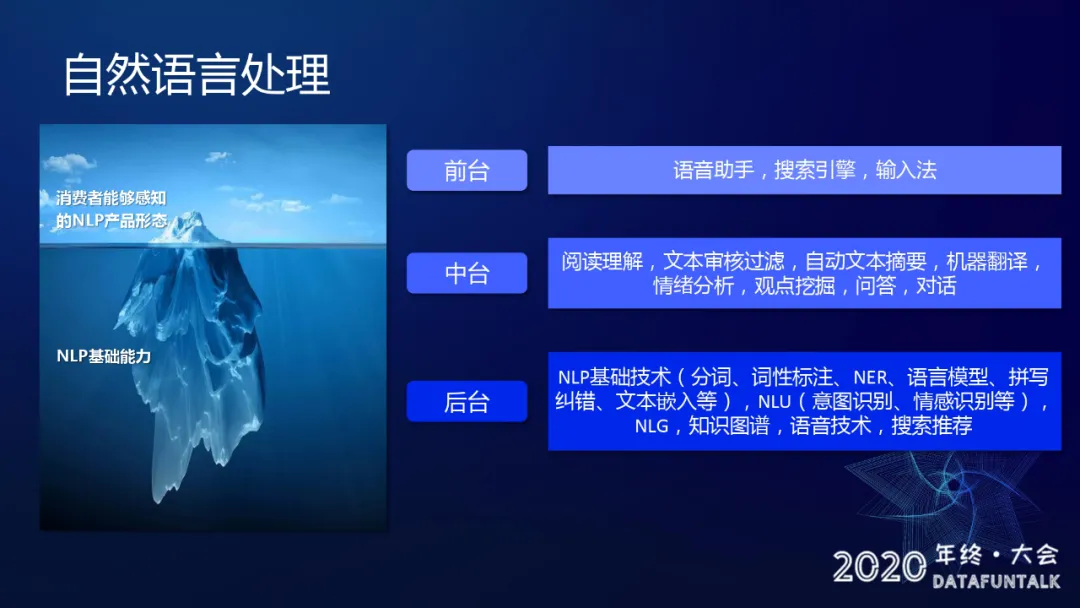 自然语言处理
消费者能够感知
的NLP产品形态
NLP基础能力
前台
语音助手，搜索引擎，输入法
中台
阅读理解，文本审核过滤，自动文本摘要，机器翻译，
情绪分析，观点挖掘，问答，对话
后台
NLP基础技术（分词、词性标注、NER、语言模型、拼写
纠错、文本嵌入等），NLU（意图识别、情感识别等），
NLG，知识图谱，语音技术，搜索推荐
2020 年终·大会
DATAFUNTALK